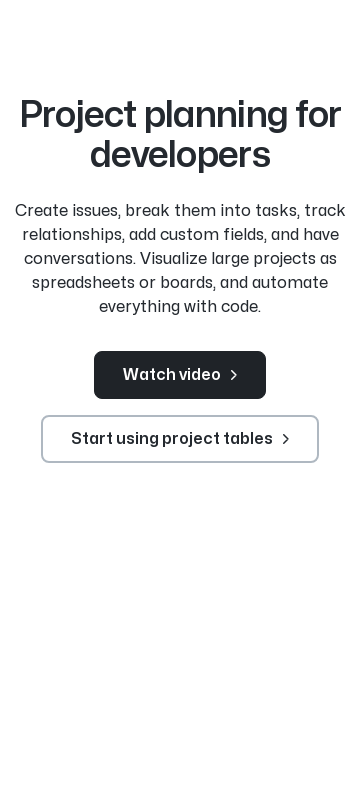 Project planning for
developers
Create issues, break them into tasks, track
relationships, add custom fields, and have
conversations. Visualize large projects as
spreadsheets or boards, and automate
everything with code.
Watch video
Start using project tables